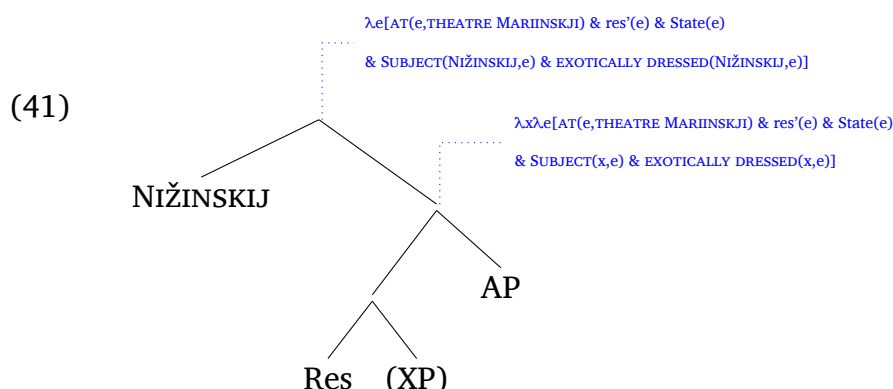 λe[AT(e,THEATRE MARIINSKJI) & res’(e) & State(e)
& SUBJECT(NIŽINSKIJ,e) & EXOTICALLY DRESSED(NIŽINSKIJ,e)]
(41)
λxλe[AT(e,THEATRE MARIINSKJI) & res’(e) & State(e)
& SUBJECT(x,e) & EXOTICALLY DRESSED(x,e)]
NIŽINSKIJ
AP
Res (XP)